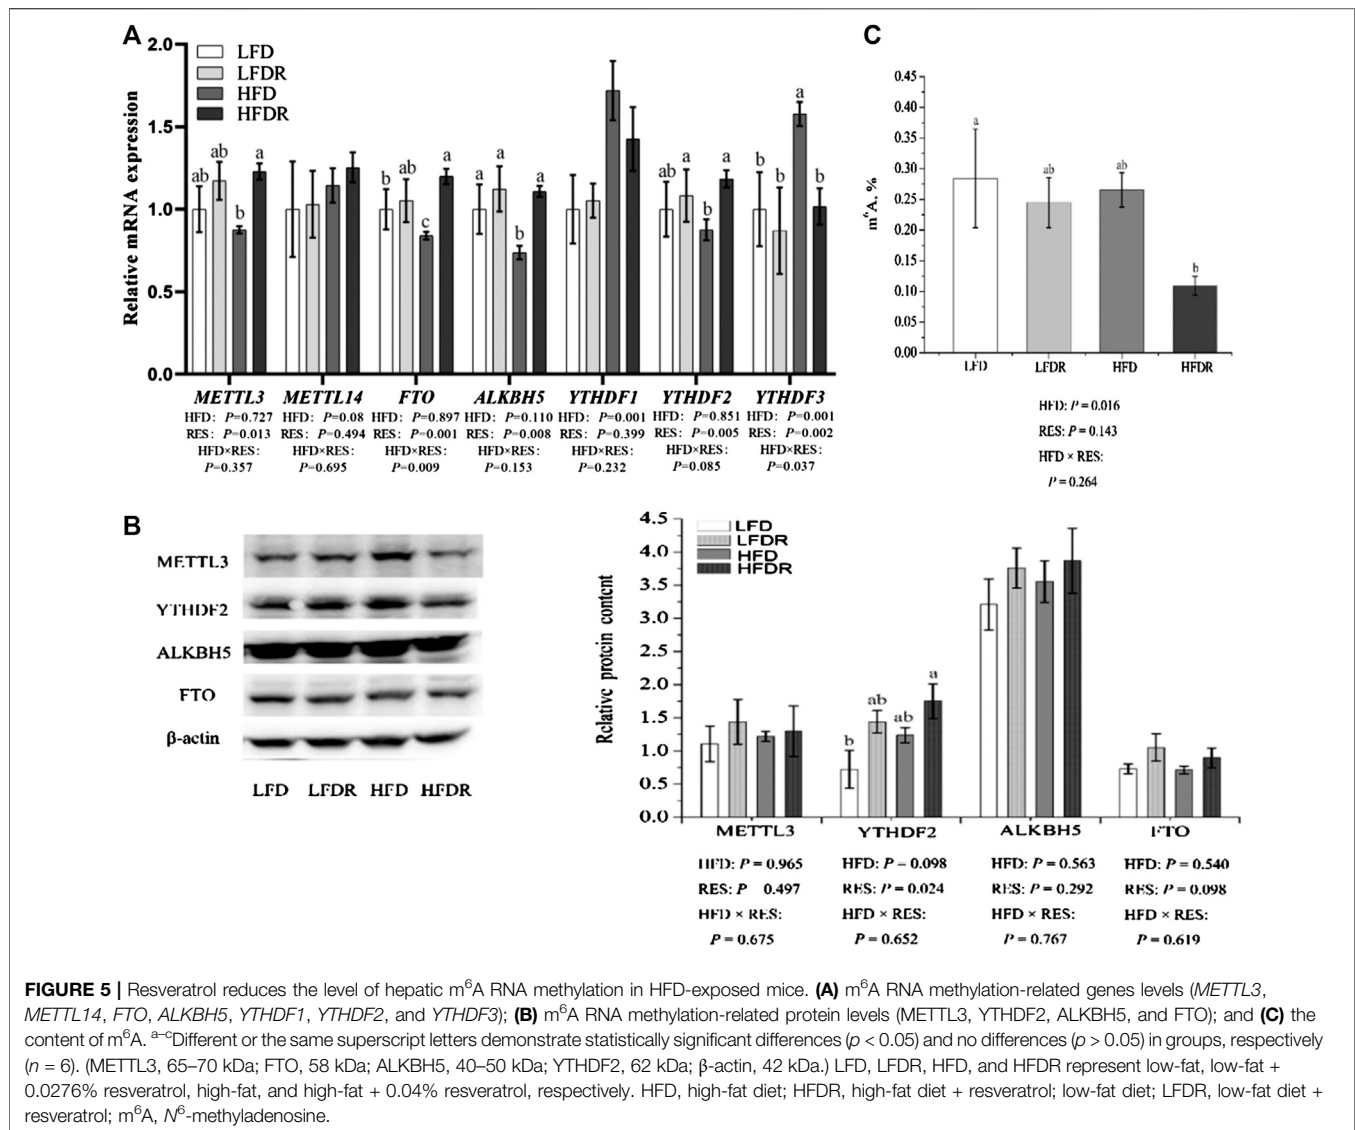 A
2.0
LFD
LFDR
HFD
HFDR
1.5
1.0
0.5
0.0
Relative mRNA expression
ab ab b a
b ab c a
a a b a
ab a b a
b b a b
METTL3 METTL14 FTO ALKBH5 YTHDF1 YTHDF2 YTHDF3
HFD: P=0.727 HFD: P=0.08 HFD: P=0.897 HFD: P=0.110 HFD: P=0.001 HFD: P=0.851 HFD: P=0.001
RES: P=0.013 RES: P=0.494 RES: P=0.001 RES: P=0.008 RES: P=0.399 RES: P=0.005 RES: P=0.002
HFD×RES: HFD×RES: HFD×RES: HFD×RES: HFD×RES: HFD×RES: HFD×RES:
P=0.357 P=0.695 P=0.009 P=0.153 P=0.232 P=0.085 P=0.037
C
0.45
0.40
0.35
0.30
0.25
0.20
0.15
0.10
0.05
0.00
m⁶A, %
a ab ab b
LFD LFDR HFD HFDR
HFD: P = 0.016
RES: P = 0.143
HFD × RES:
P = 0.264
B
METTL3
YTHDF2
ALKBH5
FTO
β-actin
LFD LFDR HFD HFDR
4.5
4.0
3.5
3.0
2.5
2.0
1.5
1.0
0.5
0.0
Relative protein content
LFD
LFDR
HFD
HFDR
b ab ab a
METTL3 YTHDF2 ALKBH5 FTO
HFD: P = 0.965 HFD: P = 0.098 HFD: P = 0.563 HFD: P = 0.540
RES: P 0.497 RES: P = 0.024 RES: P = 0.292 RES: P = 0.098
HFD × RES: HFD × RES: HFD × RES: HFD × RES:
P = 0.675 P = 0.652 P = 0.767 P = 0.619
FIGURE 5 | Resveratrol reduces the level of hepatic m⁶A RNA methylation in HFD-exposed mice. (A) m⁶A RNA methylation-related genes levels (METTL3,
METTL14, FTO, ALKBH5, YTHDF1, YTHDF2, and YTHDF3); (B) m⁶A RNA methylation-related protein levels (METTL3, YTHDF2, ALKBH5, and FTO); and (C) the
content of m⁶A. ᵃ⁻ᶜDifferent or the same superscript letters demonstrate statistically significant differences (p < 0.05) and no differences (p > 0.05) in groups, respectively
(n = 6). (METTL3, 65–70 kDa; FTO, 58 kDa; ALKBH5, 40–50 kDa; YTHDF2, 62 kDa; β-actin, 42 kDa.) LFD, LFDR, HFD, and HFDR represent low-fat, low-fat +
0.0276% resveratrol, high-fat, and high-fat + 0.04% resveratrol, respectively. HFD, high-fat diet; HFDR, high-fat diet + resveratrol; low-fat diet; LFDR, low-fat diet +
resveratrol; m⁶A, N⁶-methyladenosine.